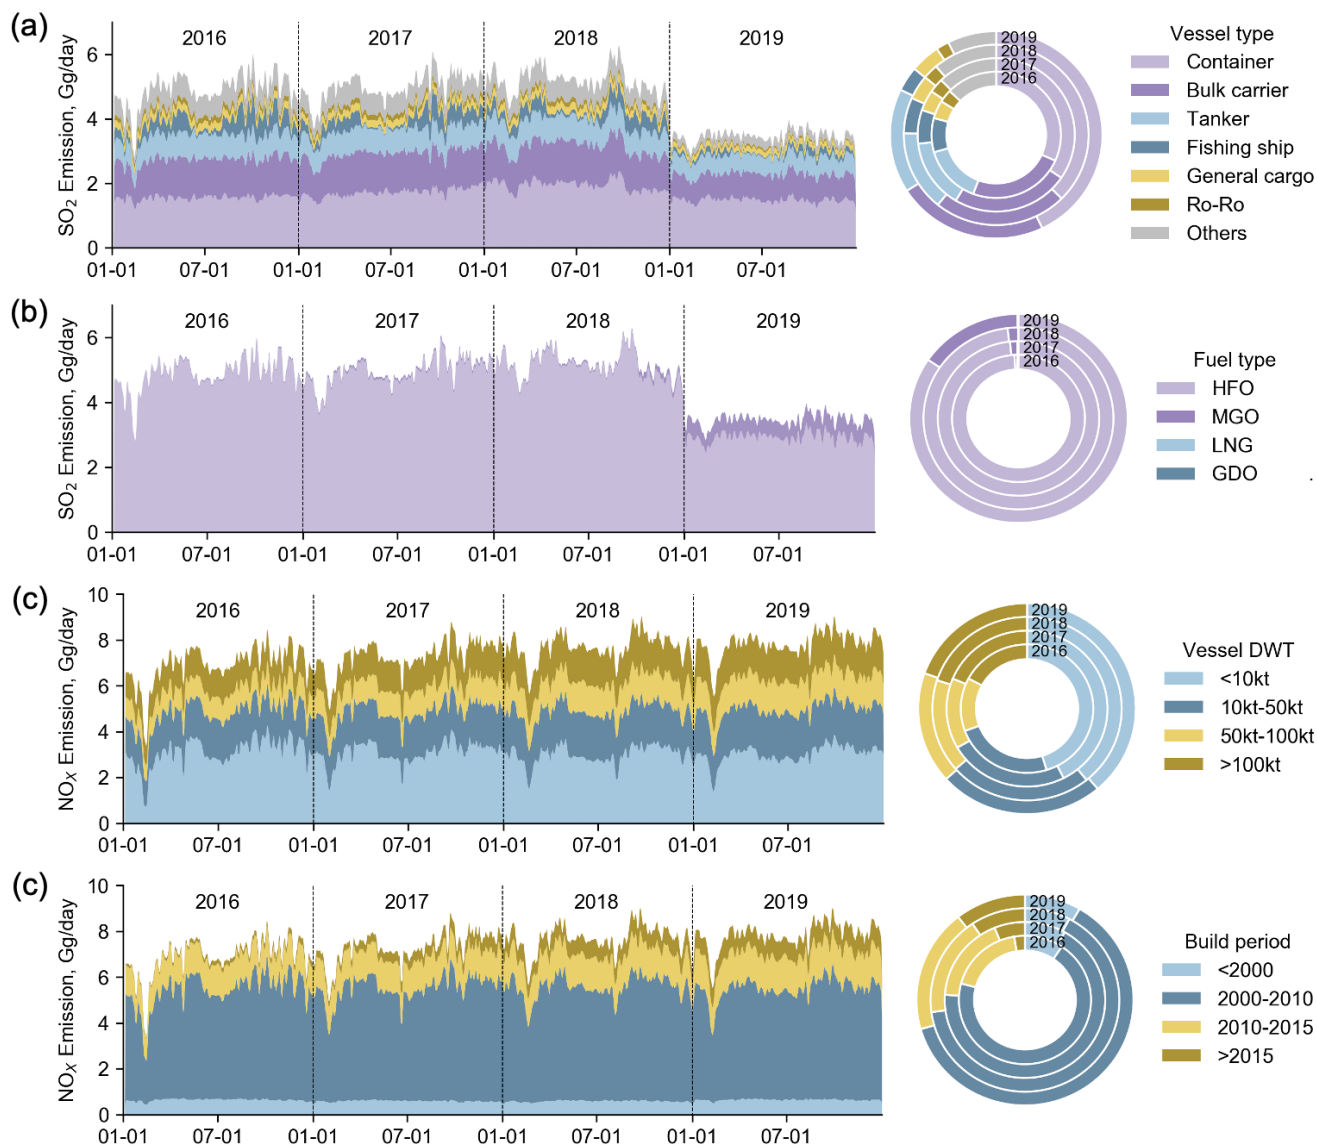 (a)
SO2 Emission, Gg/day
6
4
2
0
2016 2017 2018 2019
01-01 07-01 01-01 07-01 01-01 07-01 01-01 07-01
2019
2018
2017
2016
Vessel type
Container
Bulk carrier
Tanker
Fishing ship
General cargo
Ro-Ro
Others
(b)
SO2 Emission, Gg/day
6
4
2
0
2016 2017 2018 2019
01-01 07-01 01-01 07-01 01-01 07-01 01-01 07-01
2019
2018
2017
2016
Fuel type
HFO
MGO
LNG
GDO
.
(c)
NOX Emission, Gg/day
10
8
6
4
2
0
2016 2017 2018 2019
01-01 07-01 01-01 07-01 01-01 07-01 01-01 07-01
2019
2018
2017
2016
Vessel DWT
<10kt
10kt-50kt
50kt-100kt
>100kt
(c)
NOX Emission, Gg/day
10
8
6
4
2
0
2016 2017 2018 2019
01-01 07-01 01-01 07-01 01-01 07-01 01-01 07-01
2019
2018
2017
2016
Build period
<2000
2000-2010
2010-2015
>2015